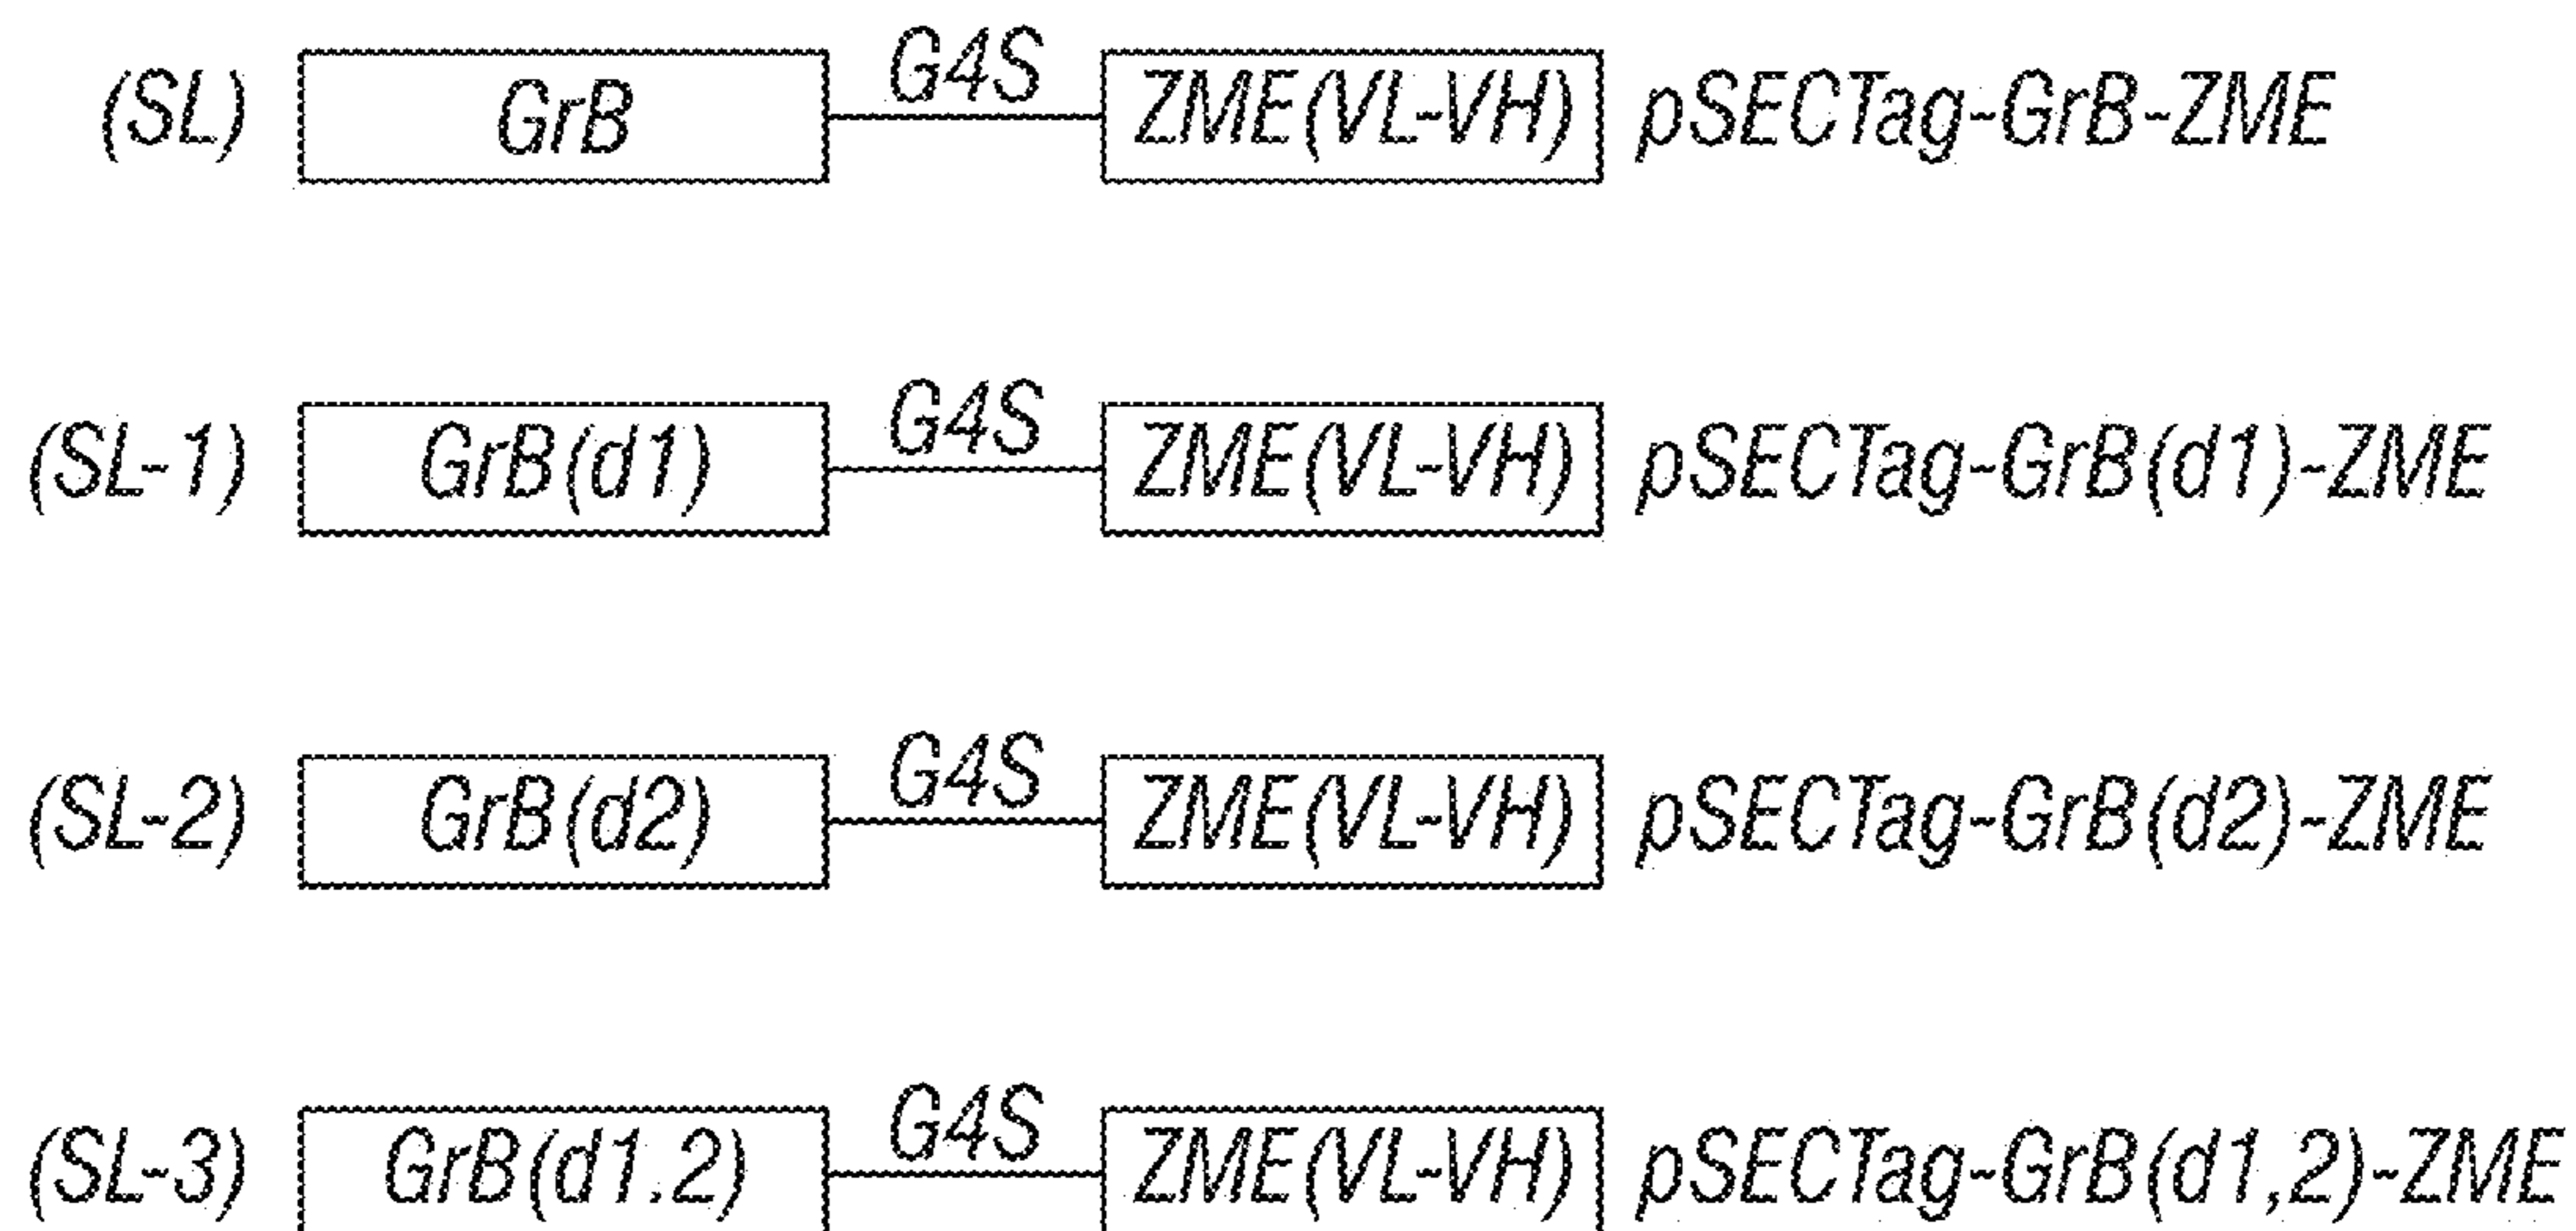 (SL) GrB G4S ZME(VL-VH) pSECTag-GrB-ZME
(SL-1) GrB(d1) G4S ZME(VL-VH) pSECTag-GrB(d1)-ZME
(SL-2) GrB(d2) G4S ZME(VL-VH) pSECTag-GrB(d2)-ZME
(SL-3) GrB(d1.2) G4S ZME(VL-VH) pSECTag-GrB(d1,2)-ZME